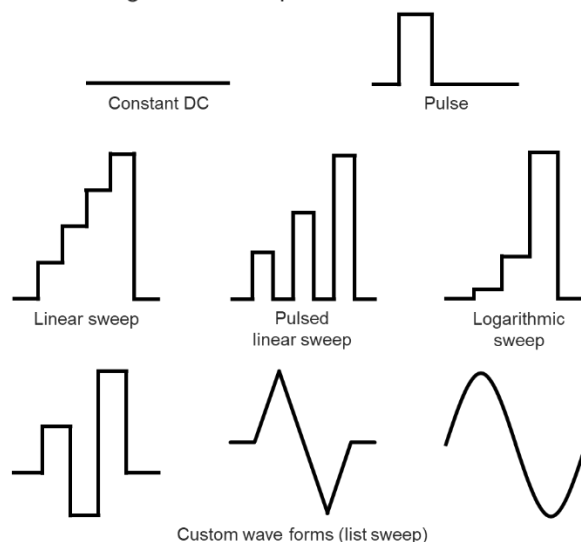 Constant DC
Pulse
Linear sweep
Pulsed
linear sweep
Logarithmic
sweep
Custom wave forms (list sweep)